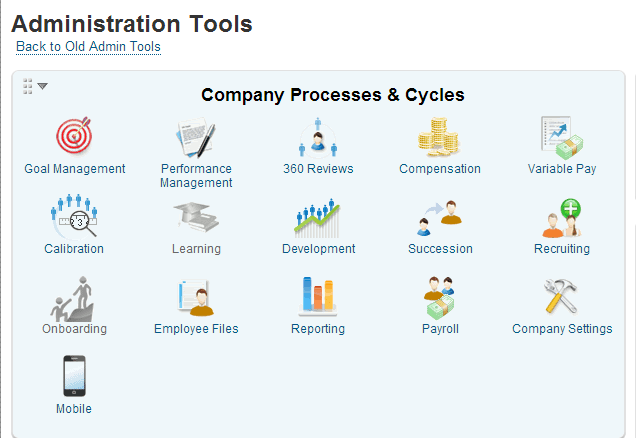 Administration Tools
Back to Old Admin Tools
Company Processes & Cycles
Goal Management
Performance
Management
360 Reviews
Compensation
Variable Pay
Calibration
Learning
Development
Succession
Recruiting
Onboarding
Employee Files
Reporting
Payroll
Company Settings
Mobile